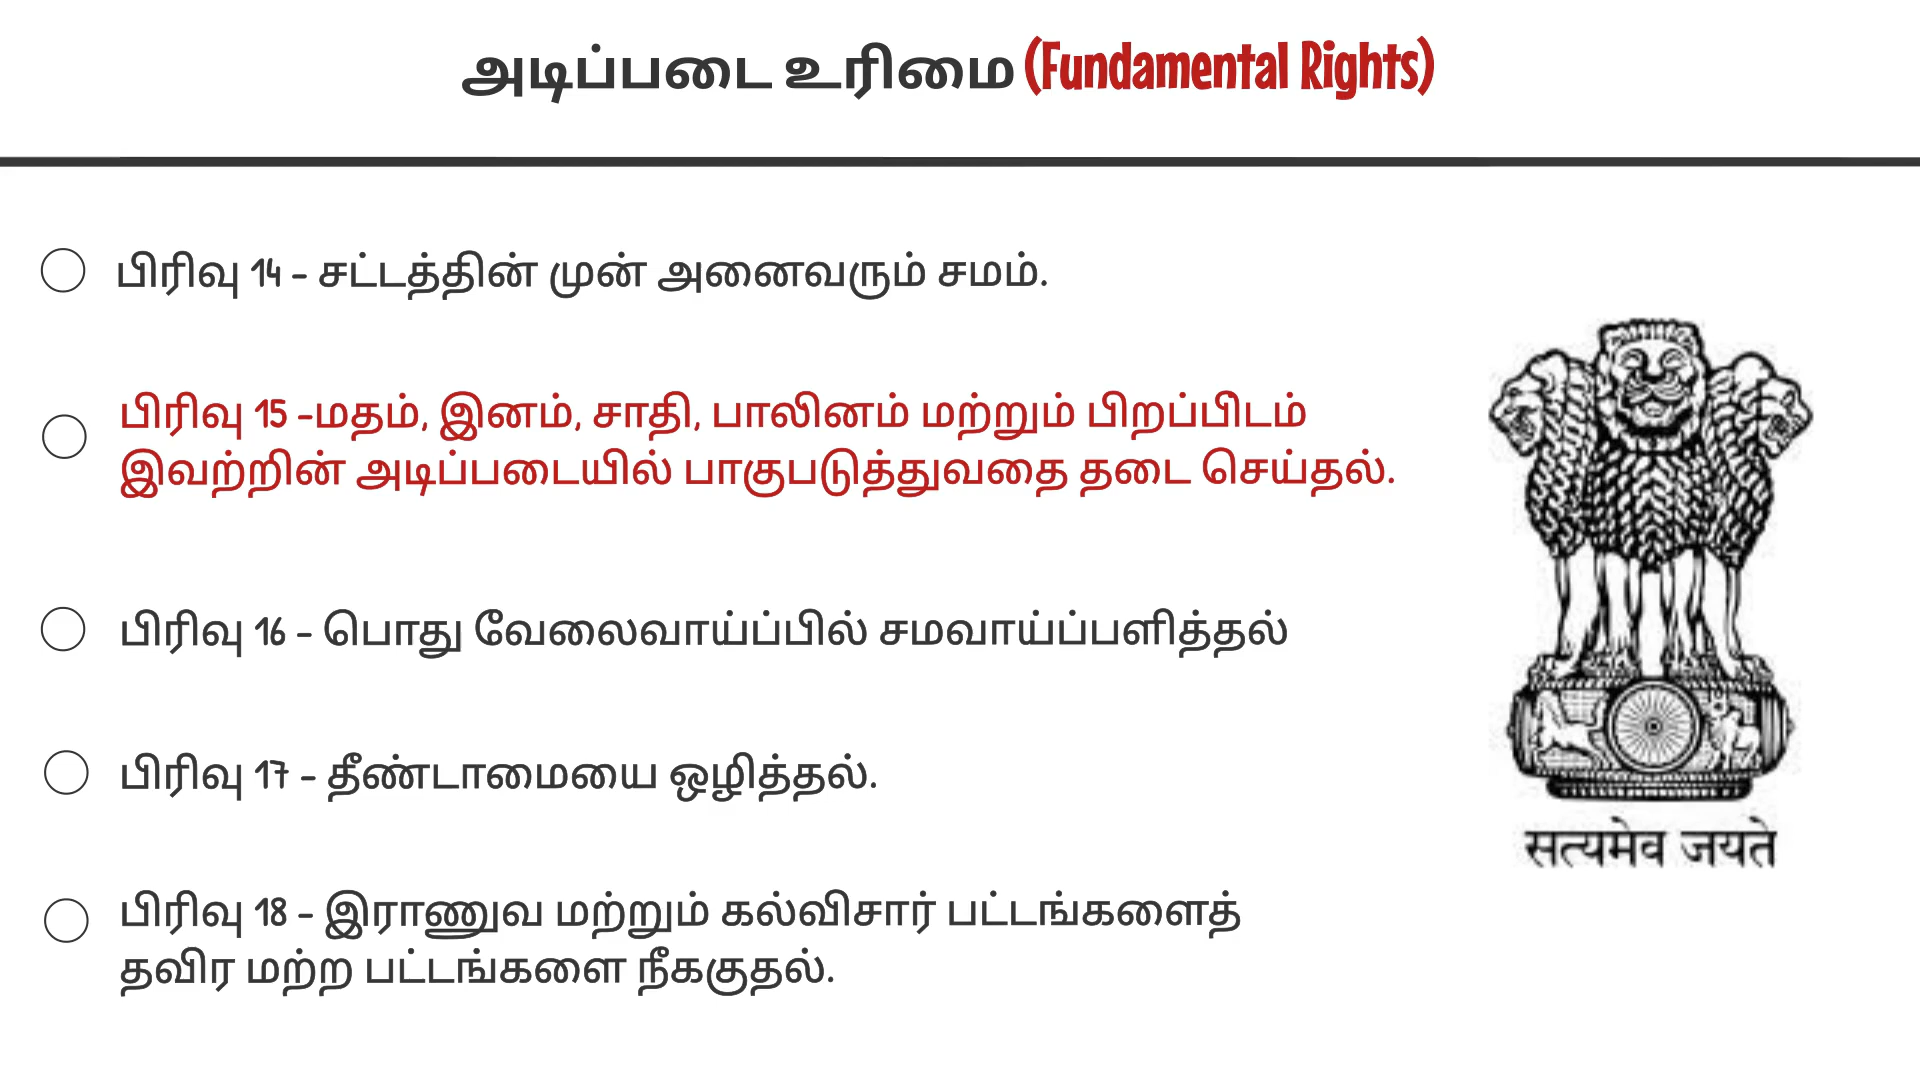 அடிப்படை உரிமை (Fundamental Rights)
பிரிவு 14 - சட்டத்தின் முன் அனைவரும் சமம்.
பிரிவு 15 -மதம், இனம், சாதி, பாலினம் மற்றும் பிறப்பிடம்
இவற்றின் அடிப்படையில் பாகுபடுத்துவதை தடை செய்தல்.
பிரிவு 16 - பொது வேலைவாய்ப்பில் சமவாய்ப்பளித்தல்
பிரிவு 17 - தீண்டாமையை ஒழித்தல்.
பிரிவு 18 - இராணுவ மற்றும் கல்விசார் பட்டங்களைத்
தவிர மற்ற பட்டங்களை நீககுதல்.
सत्यमेव जयते